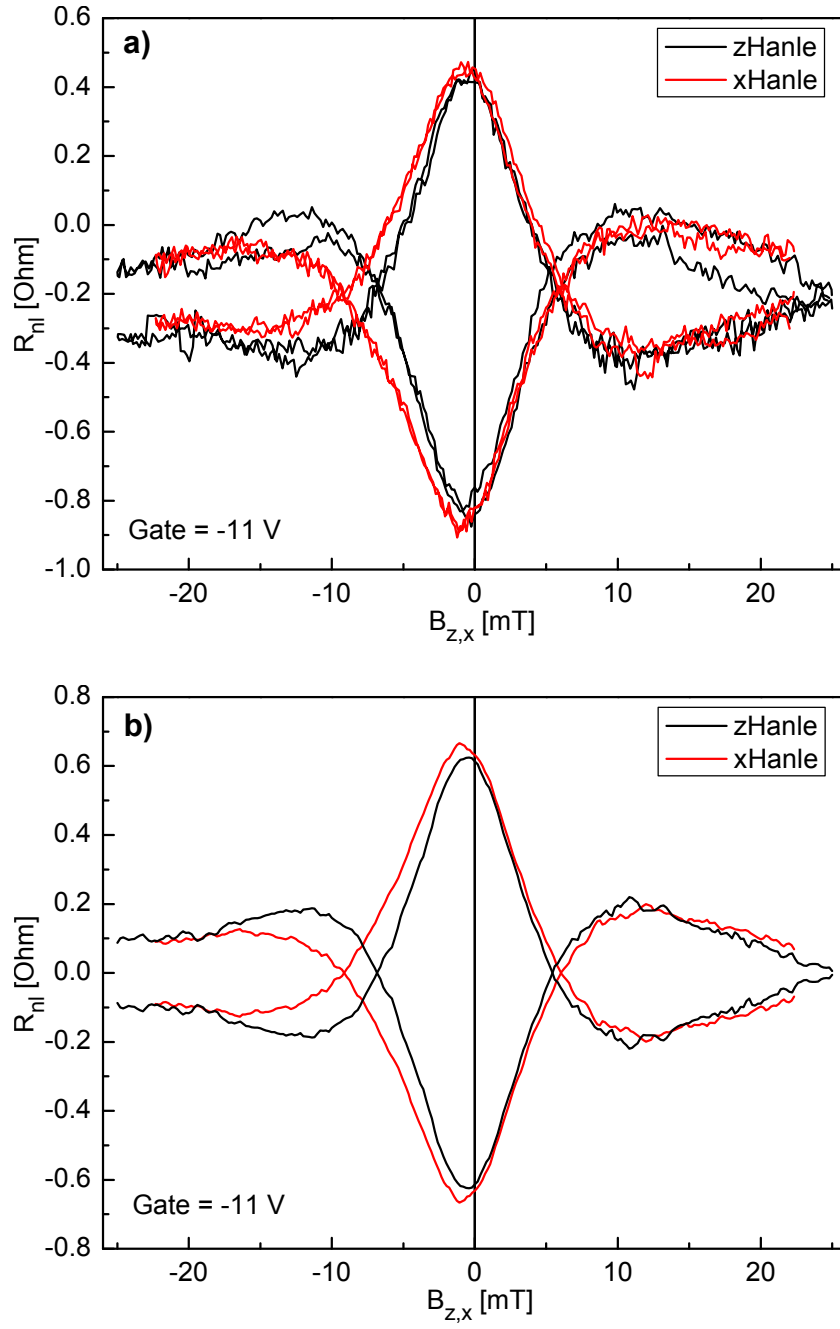 a)
zHanle
xHanle
0.6
0.4
0.2
0.0
-0.2
-0.4
-0.6
-0.8
-1.0
R_nl [Ohm]
Gate = -11 V
-20
-10
0
10
20
B_z,x [mT]
b)
zHanle
xHanle
0.8
0.6
0.4
0.2
0.0
-0.2
-0.4
-0.6
-0.8
R_nl [Ohm]
Gate = -11 V
-20
-10
0
10
20
B_z,x [mT]